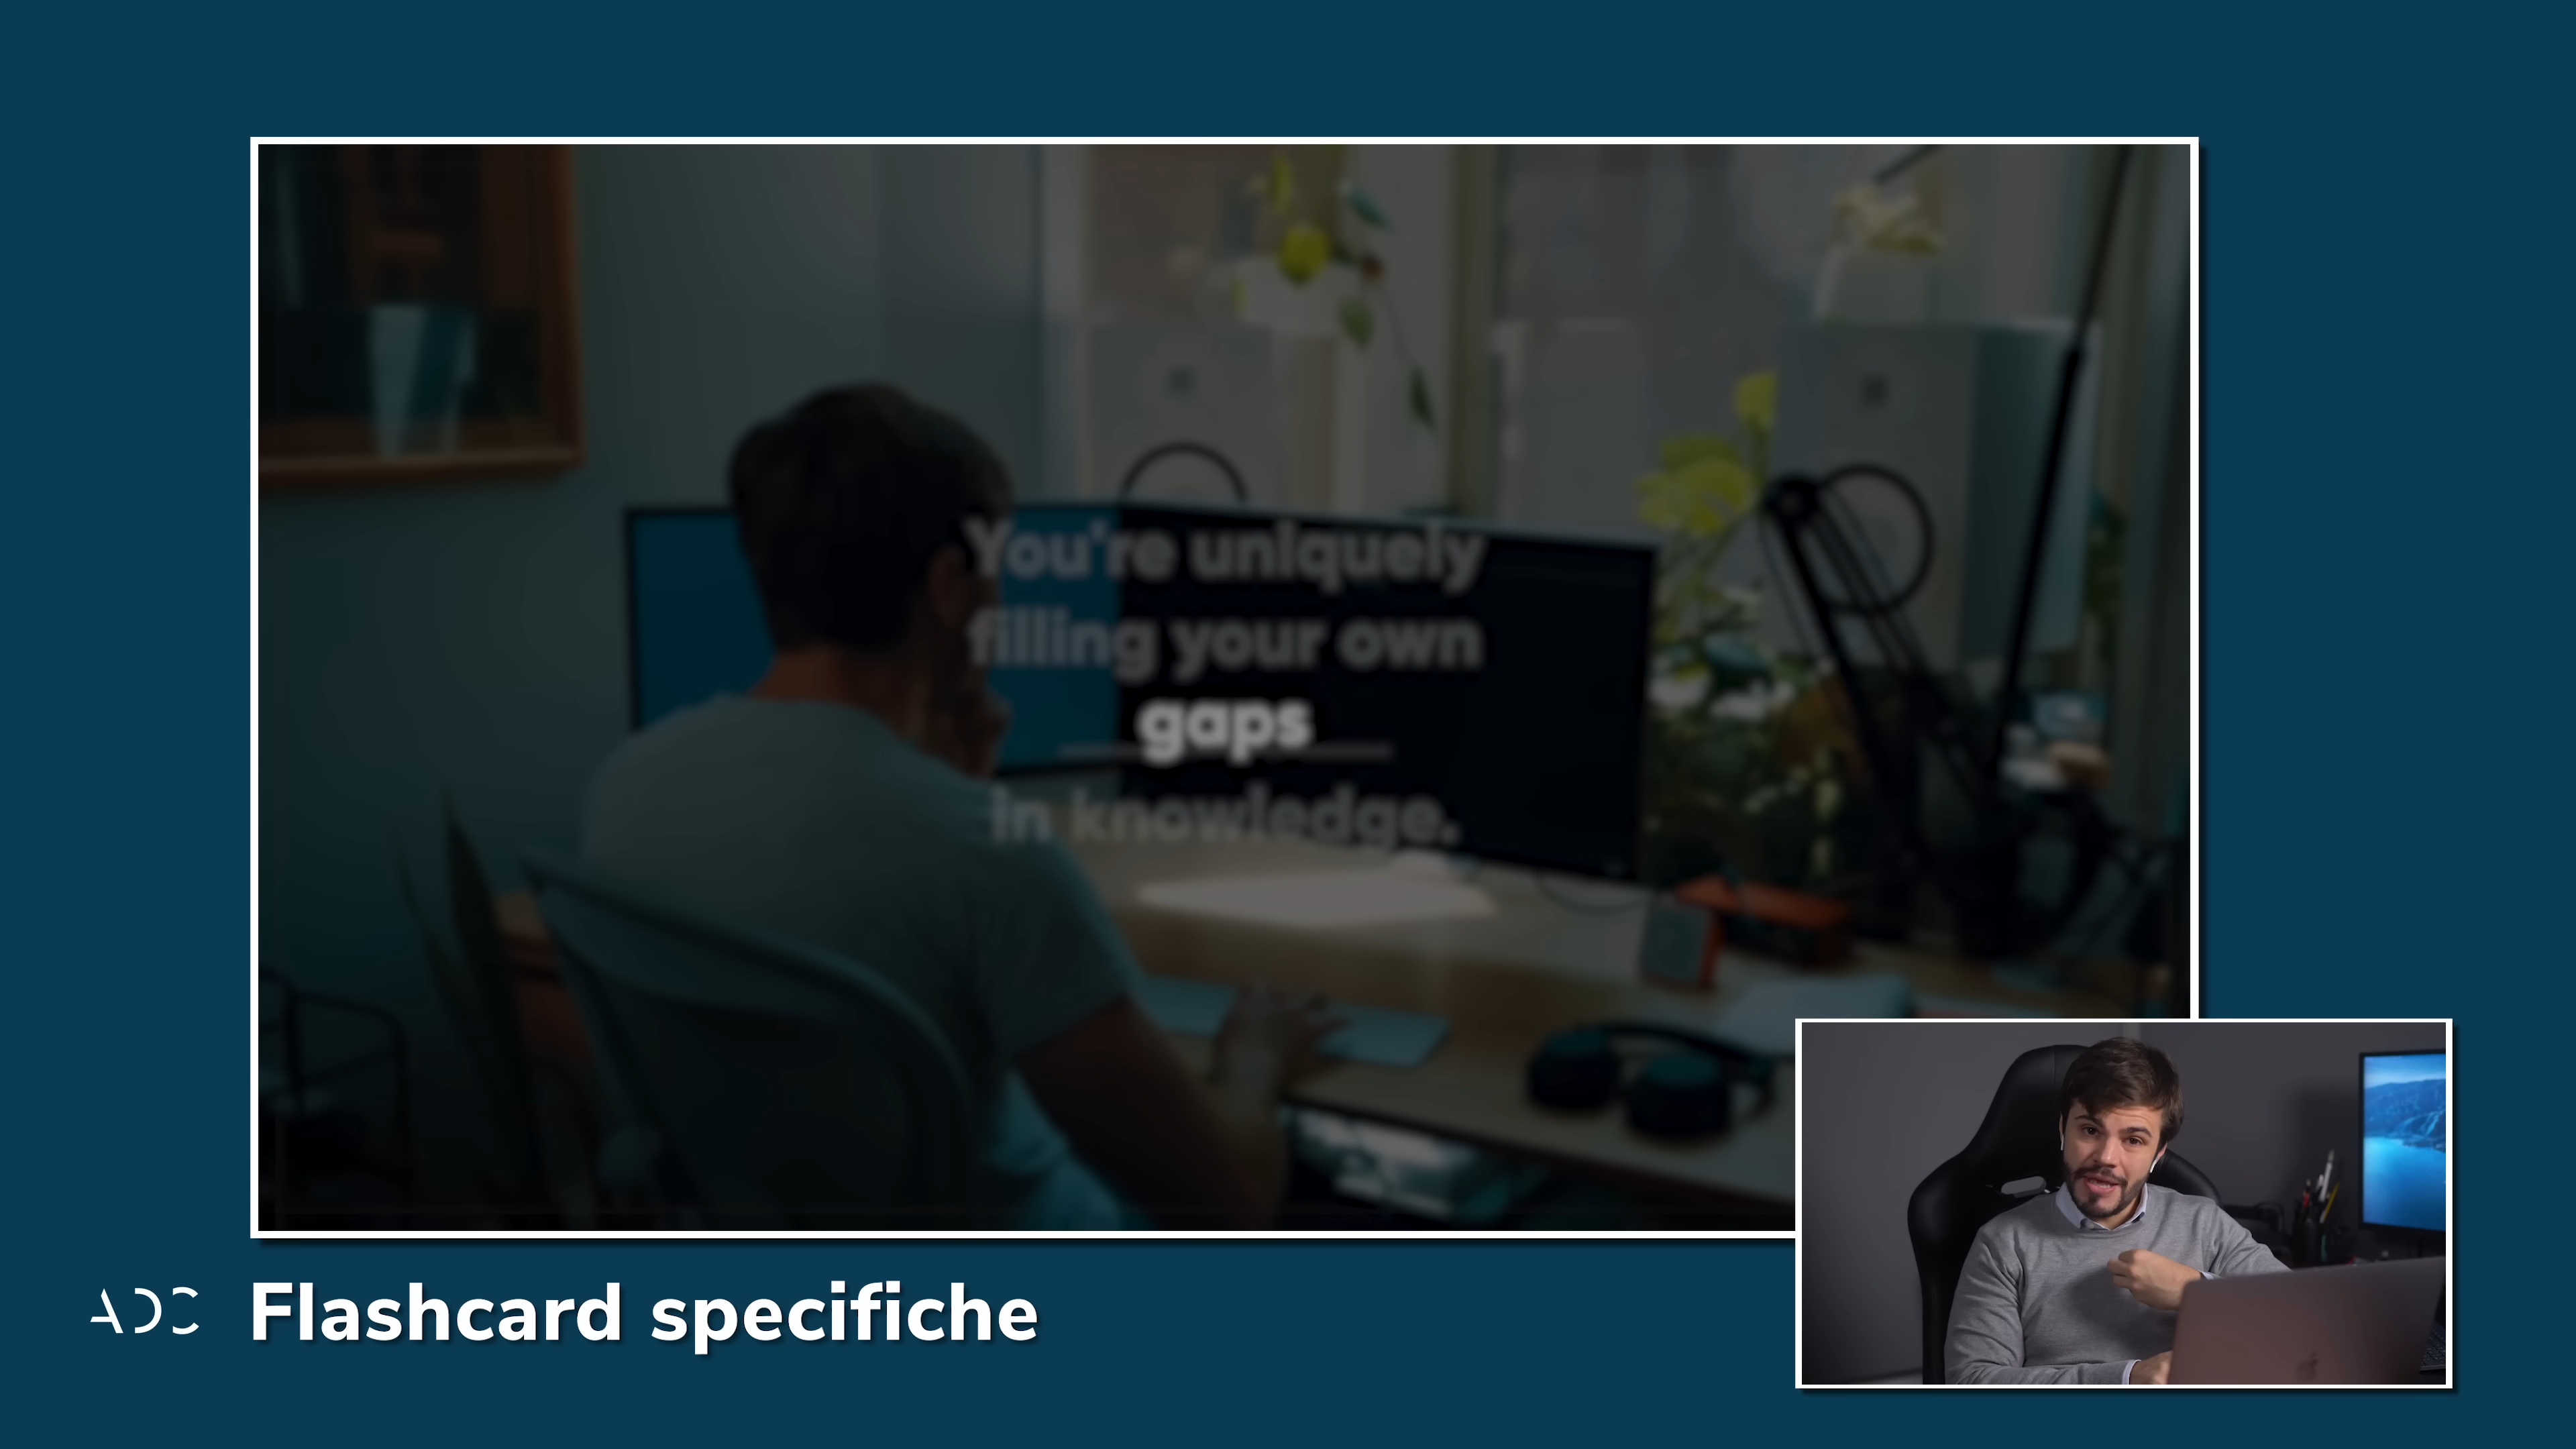 You're uniquely
filling your own
gaps
in knowledge.
ADC Flashcard specifiche